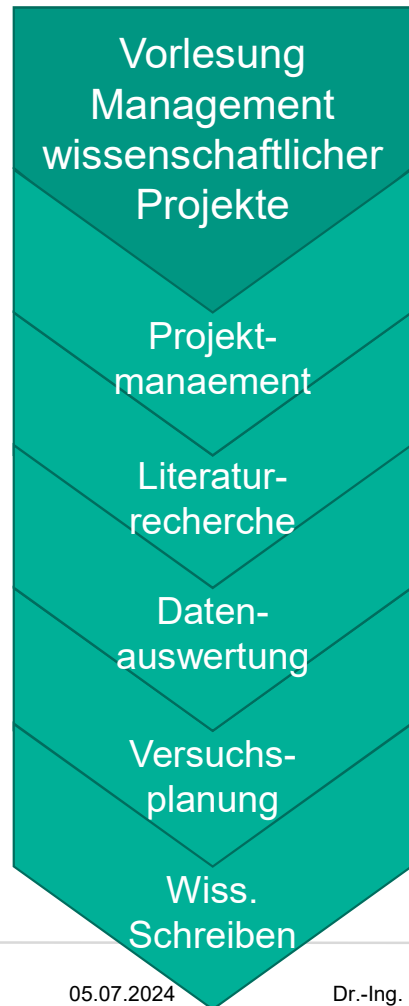 Vorlesung
Management
wissenschaftlicher
Projekte
Projekt-
manaement
Literatur-
recherche
Daten-
auswertung
Versuchs-
planung
Wiss.
Schreiben
05.07.2024 Dr.-Ing.